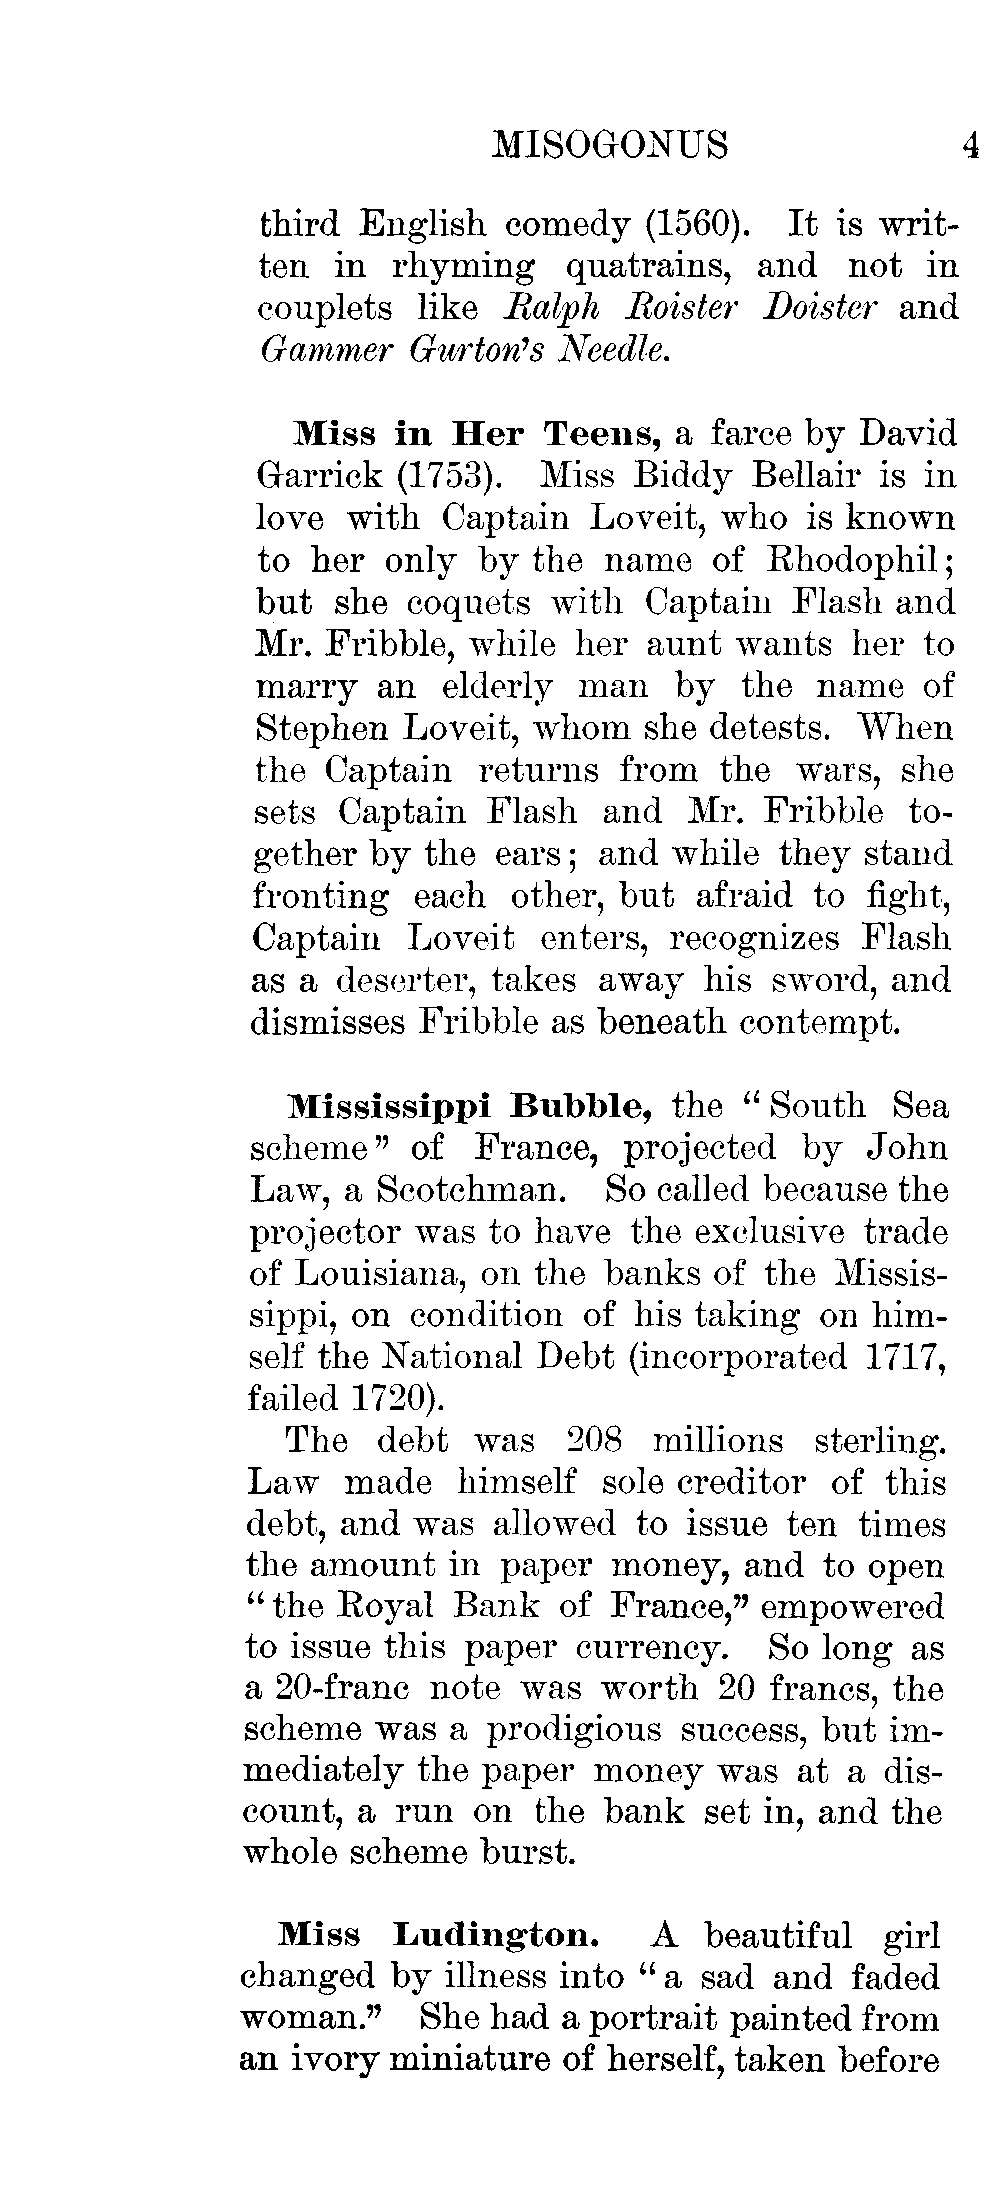 MISOGONUS 4
third English comedy (1560). It is writ-
ten in rhyming quatrains, and not in
couplets like Ralph Roister Doister and
Gammer Gurton's Needle.
Miss in Her Teens, a farce by David
Garrick (1753). Miss Biddy Bellair is in
love with Captain Loveit, who is known
to her only by the name of Rhodophil;
but she coquets with Captain Flash and
Mr. Fribble, while her aunt wants her to
marry an elderly man by the name of
Stephen Loveit, whom she detests. When
the Captain returns from the wars, she
sets Captain Flash and Mr. Fribble to-
gether by the ears; and while they stand
fronting each other, but afraid to fight,
Captain Loveit enters, recognizes Flash
as a deserter, takes away his sword, and
dismisses Fribble as beneath contempt.
Mississippi Bubble, the "South Sea
scheme" of France, projected by John
Law, a Scotchman. So called because the
projector was to have the exclusive trade
of Louisiana, on the banks of the Missis-
sippi, on condition of his taking on him-
self the National Debt (incorporated 1717,
failed 1720).
The debt was 208 millions sterling.
Law made himself sole creditor of this
debt, and was allowed to issue ten times
the amount in paper money, and to open
"the Royal Bank of France," empowered
to issue this paper currency. So long as
a 20-franc note was worth 20 francs, the
scheme was a prodigious success, but im-
mediately the paper money was at a dis-
count, a run on the bank set in, and the
whole scheme burst.
Miss Ludington. A beautiful girl
changed by illness into "a sad and faded
woman." She had a portrait painted from
an ivory miniature of herself, taken before